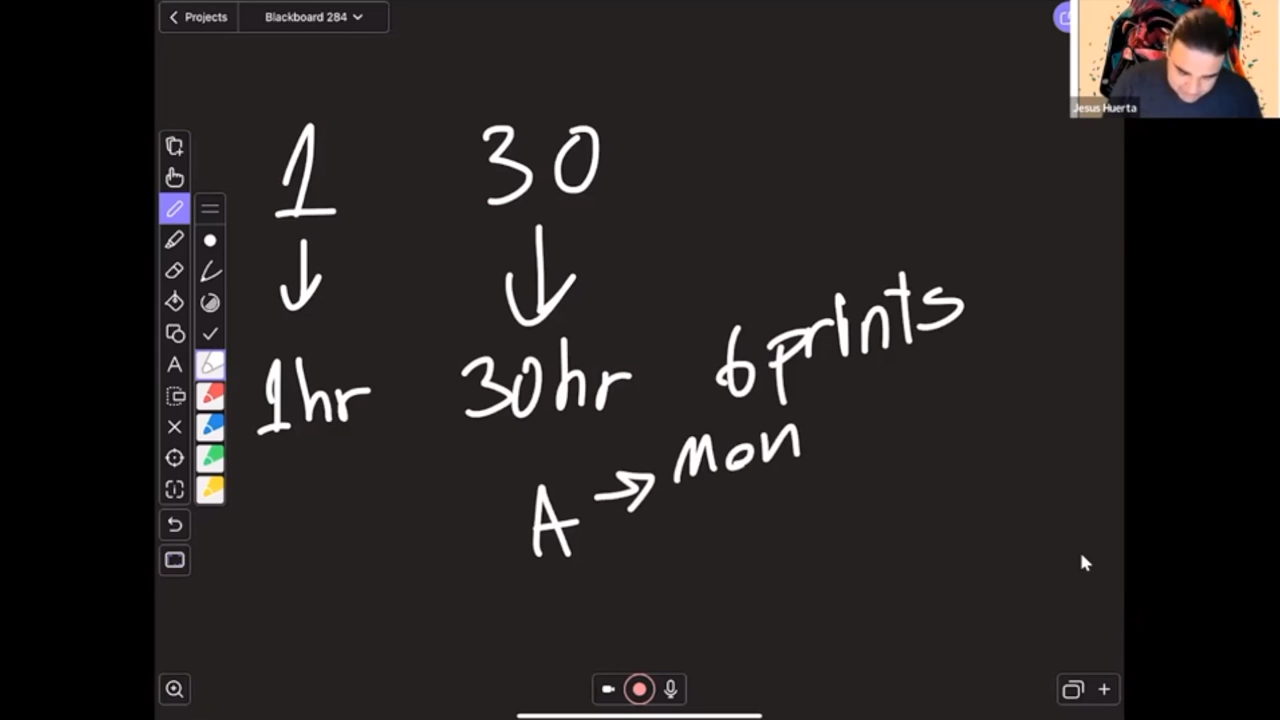 Projects
Blackboard 284
Jesus Huerta
1 30
1hr 30hr 6prints
A → Mon